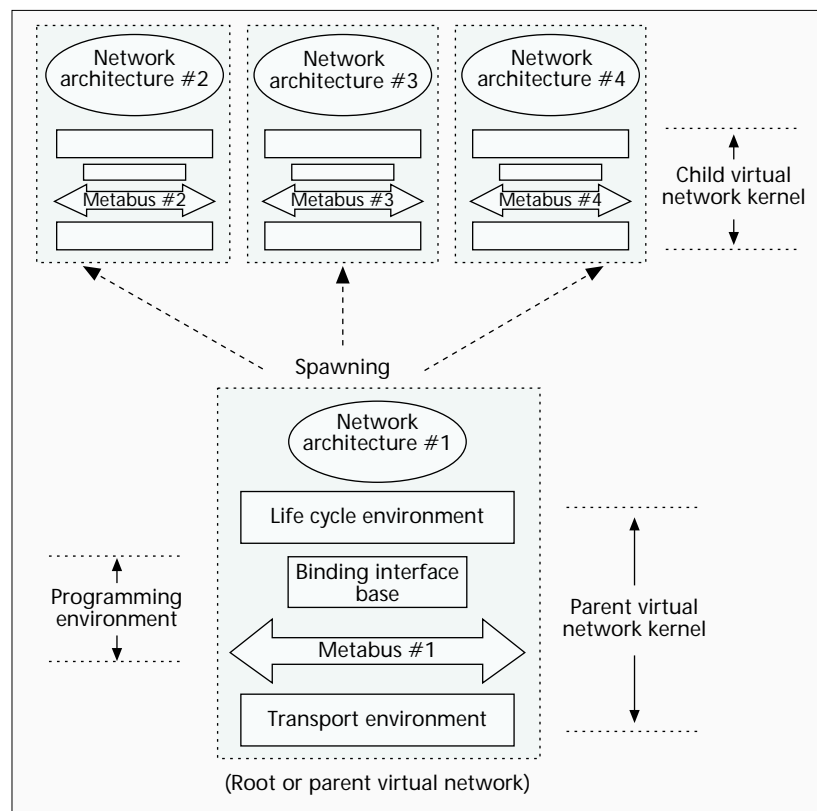 Network
architecture #2
Network
architecture #3
Network
architecture #4
Metabus #2
Metabus #3
Metabus #4
Child virtual
network kernel
Spawning
Network
architecture #1
Life cycle environment
Binding interface
base
Programming
environment
Metabus #1
Parent virtual
network kernel
Transport environment
(Root or parent virtual network)